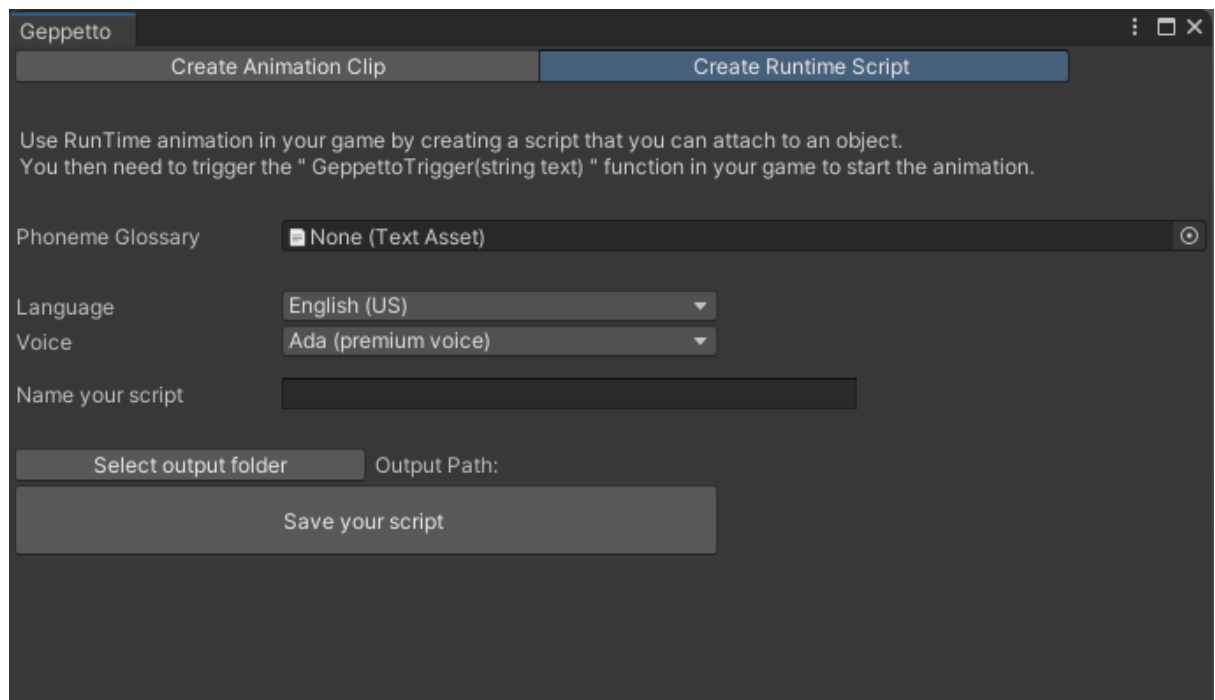 Geppetto
Create Animation Clip
Create Runtime Script
Use RunTime animation in your game by creating a script that you can attach to an object.
You then need to trigger the " GeppettoTrigger(string text) " function in your game to start the animation.
Phoneme Glossary
None (Text Asset)
Language
English (US)
Voice
Ada (premium voice)
Name your script
Select output folder
Output Path:
Save your script